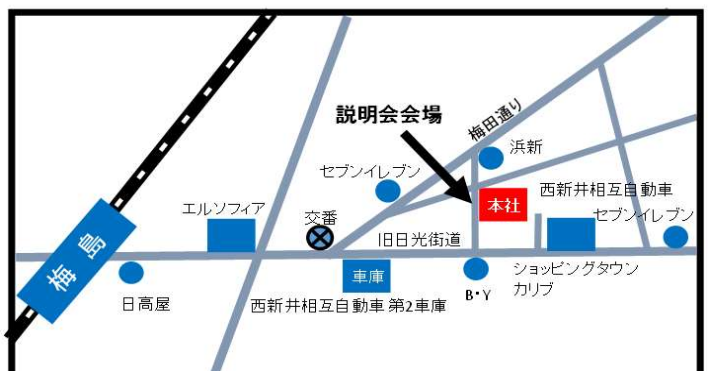 説明会会場
梅田通り
浜新
セブンイレブン
西新井相互自動車
本社
エルソフィア
交番
セブンイレブン
旧日光街道
梅島
車庫
ショッピングタウン
カリブ
日高屋
西新井相互自動車 第2車庫
B・Y